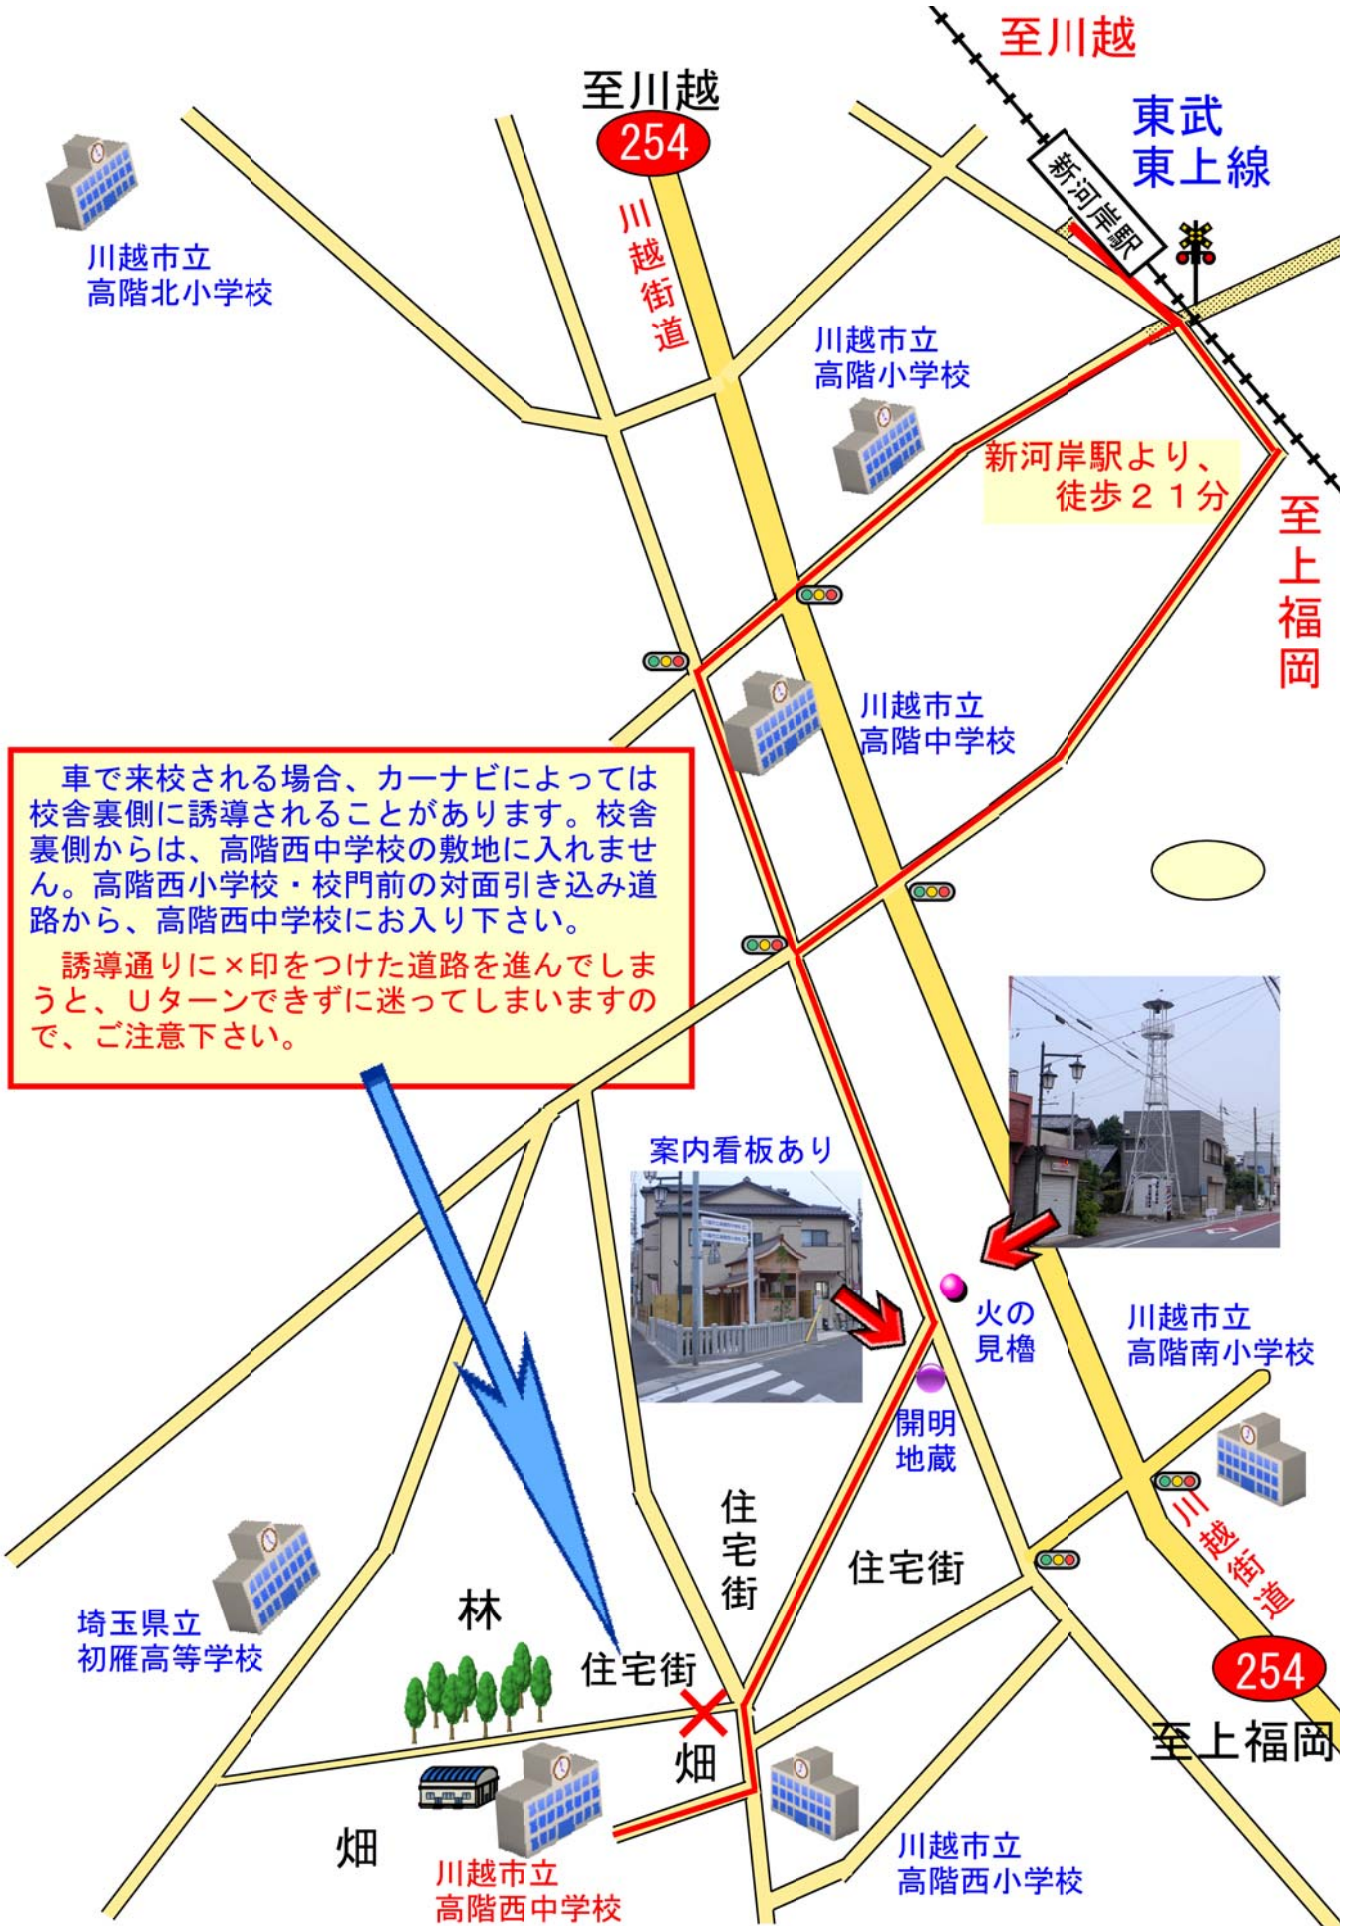 至川越
至川越
254
東武
東上線
新河岸駅
川越街道
川越市立
高階北小学校
川越市立
高階小学校
新河岸駅より、
徒歩21分
至上福岡
川越市立
高階中学校
車で来校される場合、カーナビによっては
校舎裏側に誘導されることがあります。校舎
裏側からは、高階西中学校の敷地に入れませ
ん。高階西小学校・校門前の対面引き込み道
路から、高階西中学校にお入り下さい。
誘導通りに×印をつけた道路を進んでしま
うと、Uターンできずに迷ってしまいますの
で、ご注意下さい。
案内看板あり
火の
見櫓
川越市立
高階南小学校
開明
地蔵
住宅街
住宅街
川越街道
林
埼玉県立
初雁高等学校
住宅街
254
畑
至上福岡
畑
川越市立
高階西小学校
川越市立
高階西中学校